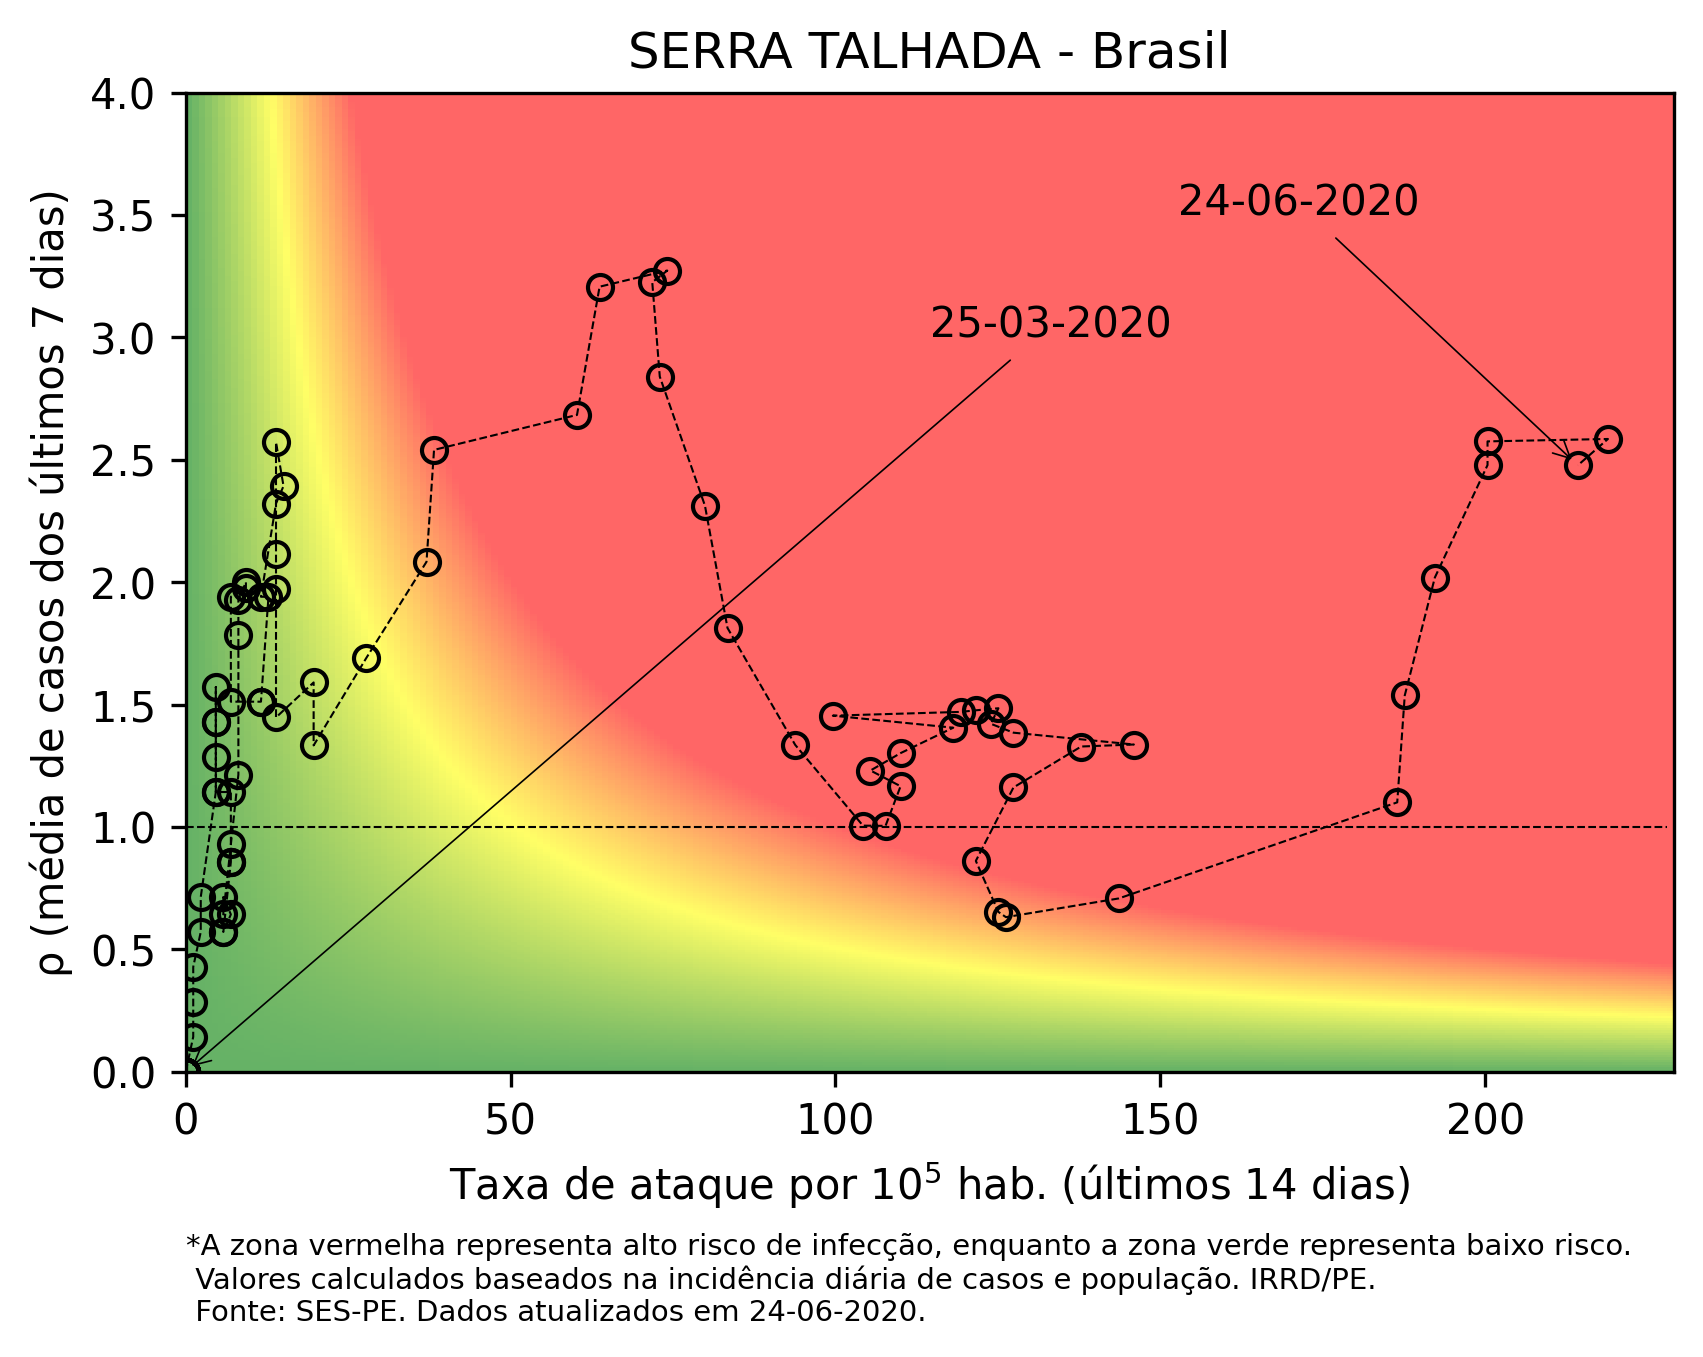 SERRA TALHADA - Brasil
4.0
3.5
3.0
2.5
2.0
1.5
1.0
0.5
0.0
ρ (média de casos dos últimos 7 dias)
24-06-2020
25-03-2020
0 50 100 150 200
Taxa de ataque por 10⁵ hab. (últimos 14 dias)
*A zona vermelha representa alto risco de infecção, enquanto a zona verde representa baixo risco.
Valores calculados baseados na incidência diária de casos e população. IRRD/PE.
Fonte: SES-PE. Dados atualizados em 24-06-2020.